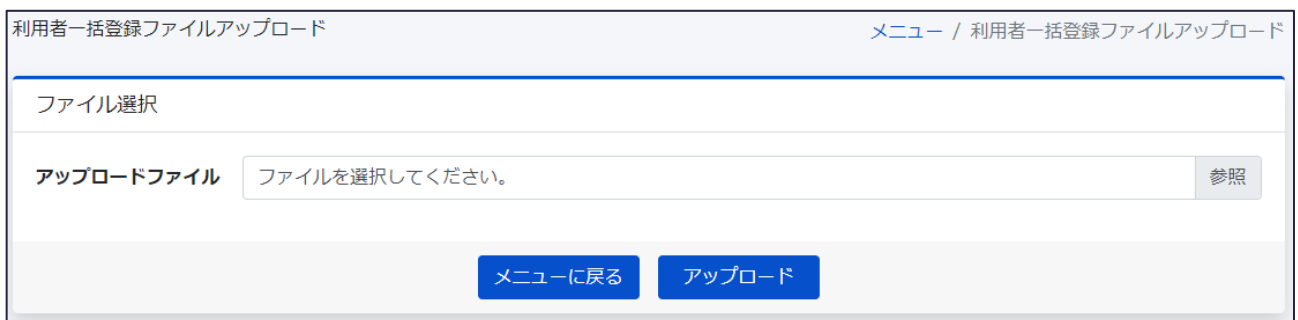 利用者一括登録ファイルアップロード
メニュー / 利用者一括登録ファイルアップロード
ファイル選択
アップロードファイル ファイルを選択してください。 参照
メニューに戻る アップロード